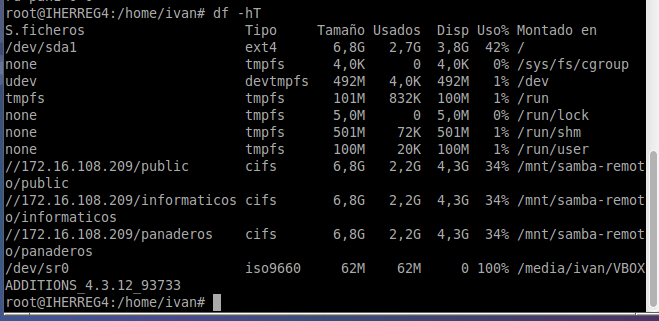 root@IHERREG4:/home/ivan# df -hT
S.ficheros Tipo Tamaño Usados Disp Uso% Montado en
/dev/sda1 ext4 6,8G 2,7G 3,8G 42% /
none tmpfs 4,0K 0 4,0K 0% /sys/fs/cgroup
udev devtmpfs 492M 4,0K 492M 1% /dev
tmpfs tmpfs 101M 832K 100M 1% /run
none tmpfs 5,0M 0 5,0M 0% /run/lock
none tmpfs 501M 72K 501M 1% /run/shm
none tmpfs 100M 20K 100M 1% /run/user
//172.16.108.209/public cifs 6,8G 2,2G 4,3G 34% /mnt/samba-remot
o/public
//172.16.108.209/informaticos cifs 6,8G 2,2G 4,3G 34% /mnt/samba-remot
o/informaticos
//172.16.108.209/panaderos cifs 6,8G 2,2G 4,3G 34% /mnt/samba-remot
o/panaderos
/dev/sr0 iso9660 62M 62M 0 100% /media/ivan/VBOX
ADDITIONS_4.3.12_93733
root@IHERREG4:/home/ivan#